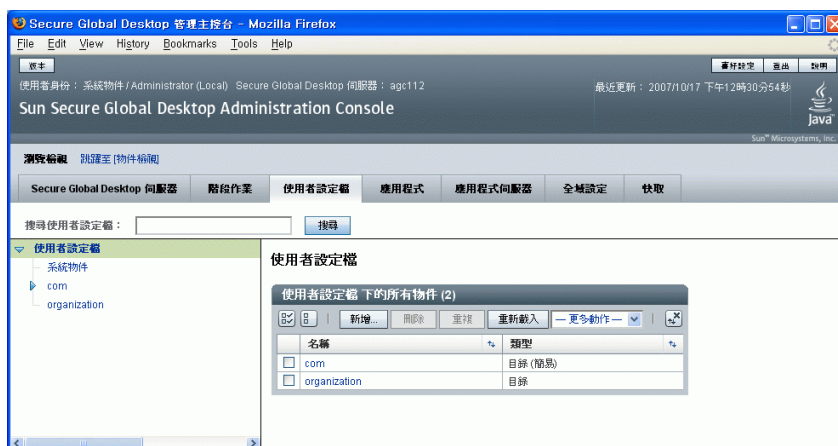 Secure Global Desktop 管理主控台 - Mozilla Firefox
File Edit View History Bookmarks Tools Help
版本 喜好設定 登出 說明
使用者身份： 系統物件 / Administrator (Local) Secure Global Desktop 伺服器： agc112 最近更新： 2007/10/17 下午12時30分54秒
Sun Secure Global Desktop Administration Console
Java
Sun™ Microsystems, Inc.
瀏覽檢視 跳躍至 [物件檢視]
Secure Global Desktop 伺服器 階段作業 使用者設定檔 應用程式 應用程式伺服器 全域設定 快取
搜尋使用者設定檔： 搜尋
使用者設定檔
系統物件
com
organization
使用者設定檔
使用者設定檔 下的所有物件 (2)
新增... 刪除 重複 重新載入 — 更多動作 —
名稱 類型
com 目錄 (簡易)
organization 目錄